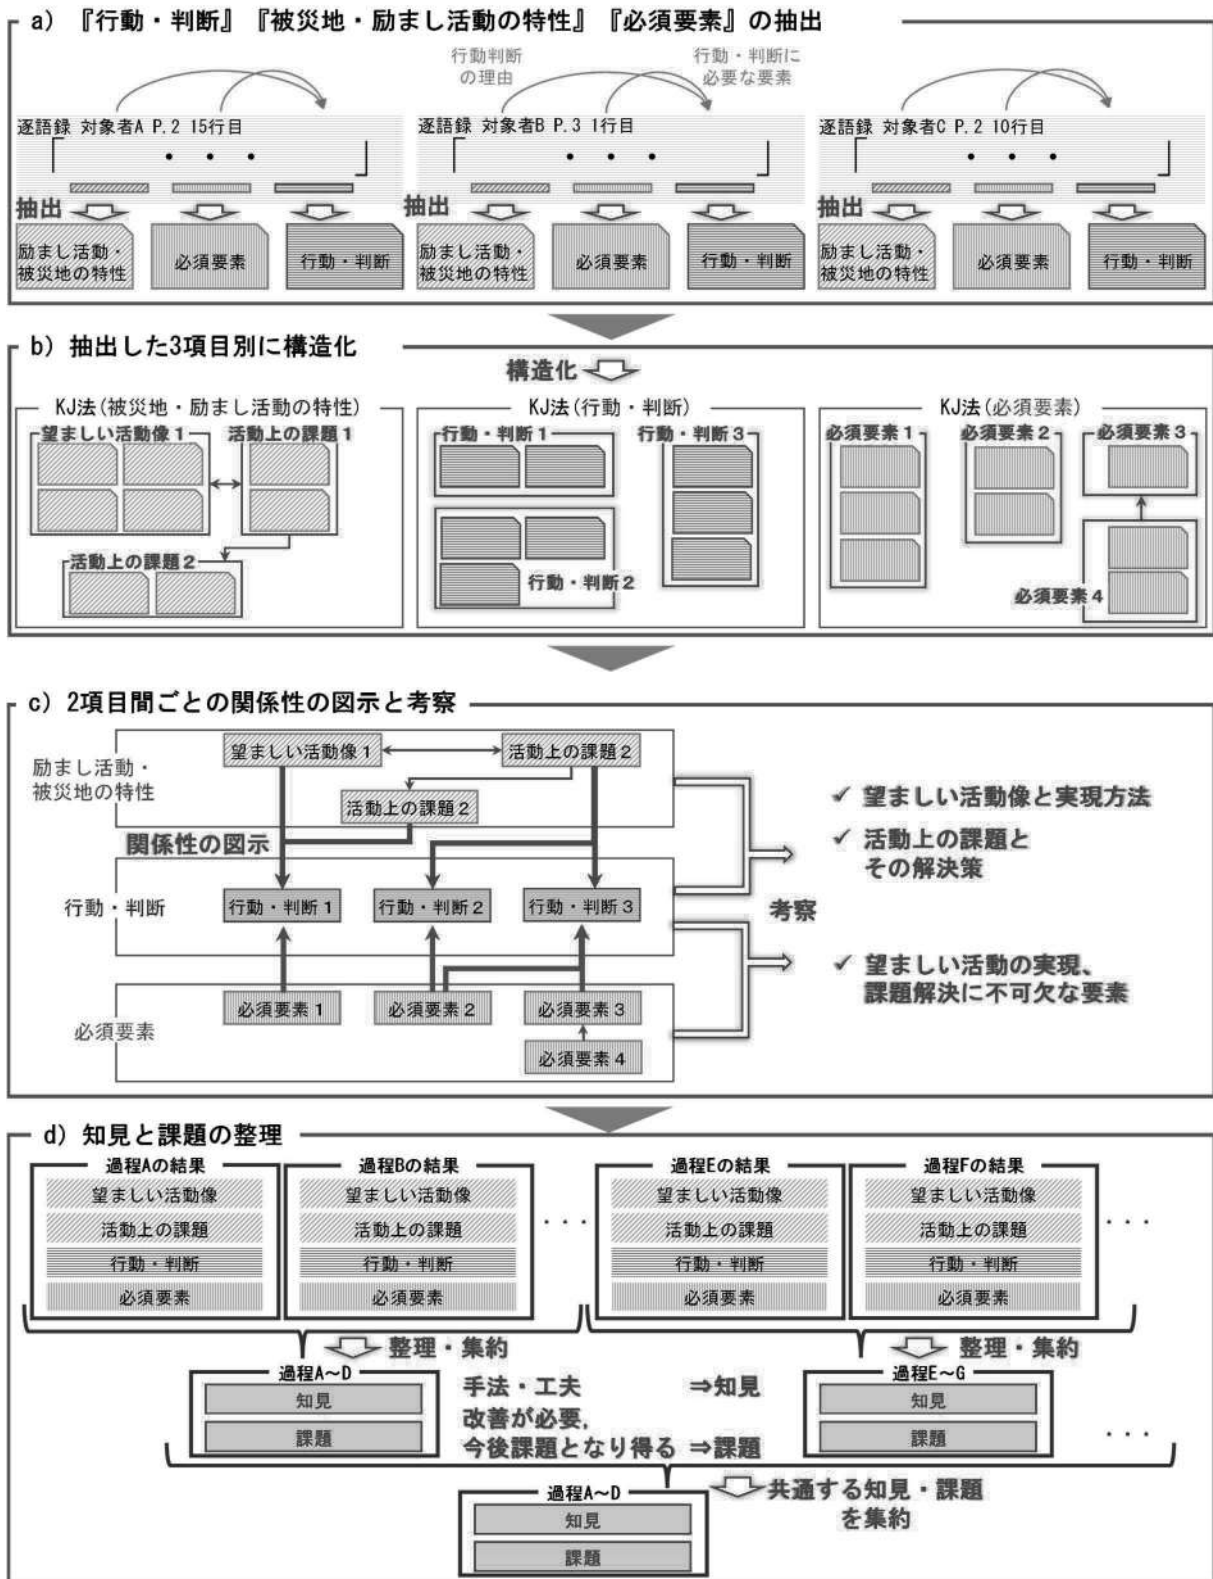 a) 『行動・判断』『被災地・励まし活動の特性』『必須要素』の抽出
行動判断
の理由
行動・判断に
必要な要素
逐語録 対象者A P.2 15行目
・・・
抽出
励まし活動・
被災地の特性
必須要素
行動・判断
逐語録 対象者B P.3 1行目
・・・
抽出
励まし活動・
被災地の特性
必須要素
行動・判断
逐語録 対象者C P.2 10行目
・・・
抽出
励まし活動・
被災地の特性
必須要素
行動・判断
b) 抽出した3項目別に構造化
構造化
KJ法(被災地・励まし活動の特性)
望ましい活動像1
活動上の課題1
活動上の課題2
KJ法(行動・判断)
行動・判断1
行動・判断3
行動・判断2
KJ法(必須要素)
必須要素1
必須要素2
必須要素3
必須要素4
c) 2項目間ごとの関係性の図示と考察
励まし活動・
被災地の特性
望ましい活動像1
活動上の課題2
活動上の課題2
関係性の図示
行動・判断
行動・判断1
行動・判断2
行動・判断3
必須要素
必須要素1
必須要素2
必須要素3
必須要素4
考察
✓ 望ましい活動像と実現方法
✓ 活動上の課題と
その解決策
✓ 望ましい活動の実現、
課題解決に不可欠な要素
d) 知見と課題の整理
過程Aの結果
望ましい活動像
活動上の課題
行動・判断
必須要素
過程Bの結果
望ましい活動像
活動上の課題
行動・判断
必須要素
・・・
過程Eの結果
望ましい活動像
活動上の課題
行動・判断
必須要素
過程Fの結果
望ましい活動像
活動上の課題
行動・判断
必須要素
・・・
整理・集約
整理・集約
過程A〜D
知見
課題
手法・工夫 ⇒知見
改善が必要,
今後課題となり得る ⇒課題
過程E〜G
知見
課題
・・・
共通する知見・課題
を集約
過程A〜D
知見
課題